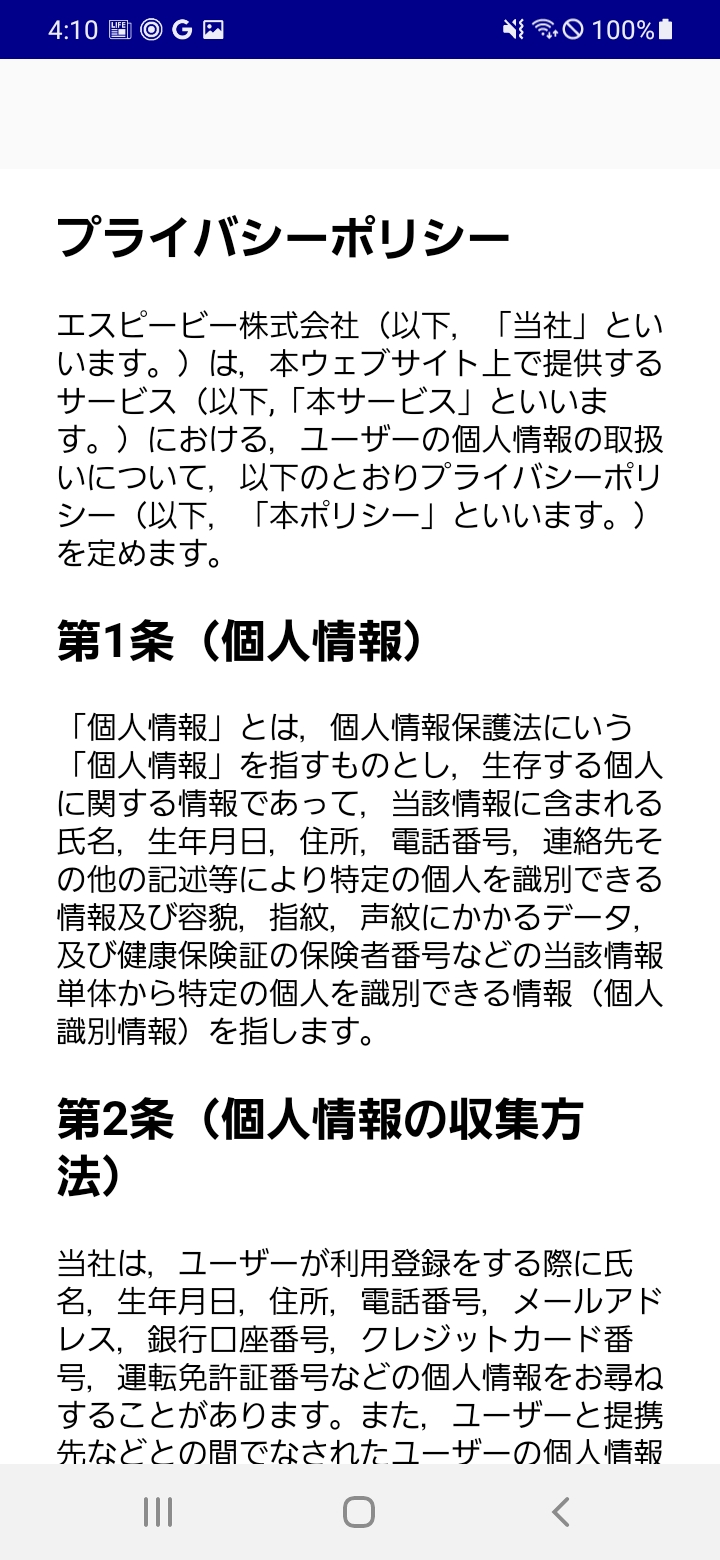 4:10
100%
プライバシーポリシー
エスピービー株式会社（以下，「当社」とい
います。）は，本ウェブサイト上で提供する
サービス（以下,「本サービス」といいま
す。）における，ユーザーの個人情報の取扱
いについて，以下のとおりプライバシーポリ
シー（以下，「本ポリシー」といいます。）
を定めます。
第1条（個人情報）
「個人情報」とは，個人情報保護法にいう
「個人情報」を指すものとし，生存する個人
に関する情報であって，当該情報に含まれる
氏名，生年月日，住所，電話番号，連絡先そ
の他の記述等により特定の個人を識別できる
情報及び容貌，指紋，声紋にかかるデータ，
及び健康保険証の保険者番号などの当該情報
単体から特定の個人を識別できる情報（個人
識別情報）を指します。
第2条（個人情報の収集方
法）
当社は，ユーザーが利用登録をする際に氏
名，生年月日，住所，電話番号，メールアド
レス，銀行口座番号，クレジットカード番
号，運転免許証番号などの個人情報をお尋ね
することがあります。また，ユーザーと提携
先などとの間でなされたユーザーの個人情報